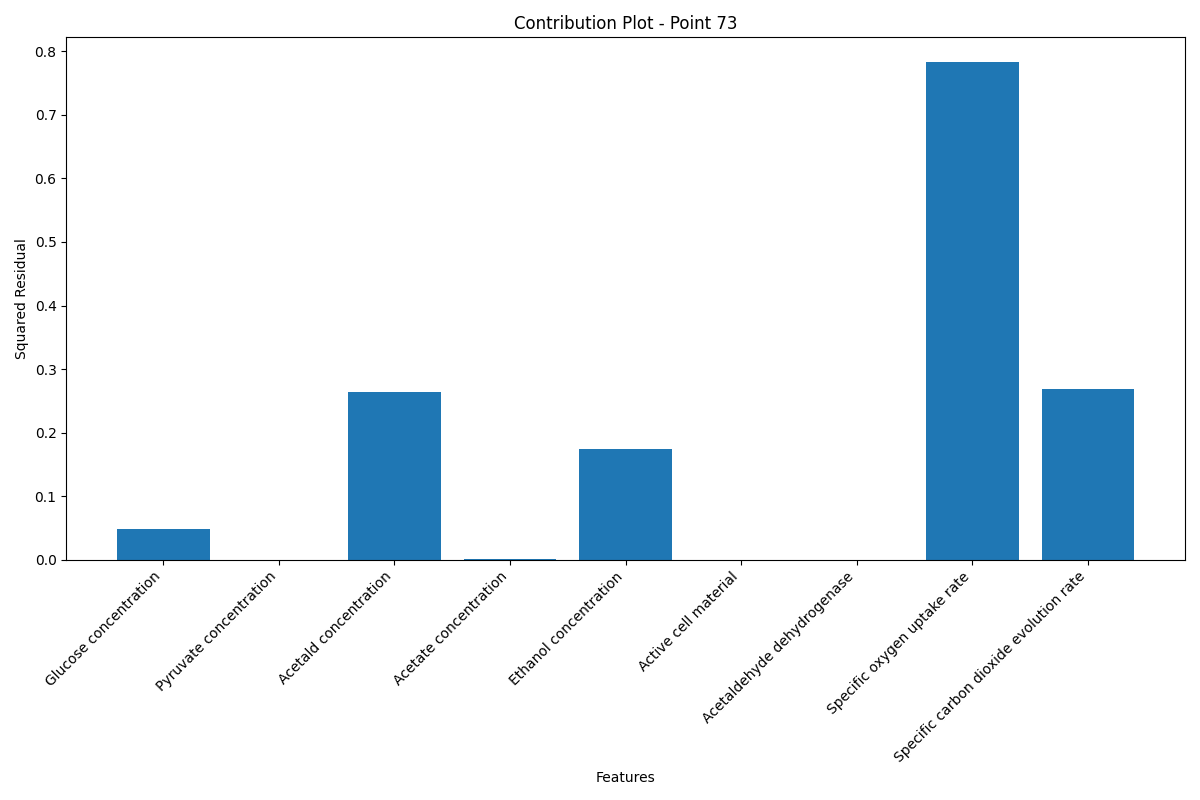 Contribution Plot - Point 73
Squared Residual
0.8
0.7
0.6
0.5
0.4
0.3
0.2
0.1
0.0
Glucose concentration
Pyruvate concentration
Acetald concentration
Acetate concentration
Ethanol concentration
Active cell material
Acetaldehyde dehydrogenase
Specific oxygen uptake rate
Specific carbon dioxide evolution rate
Features